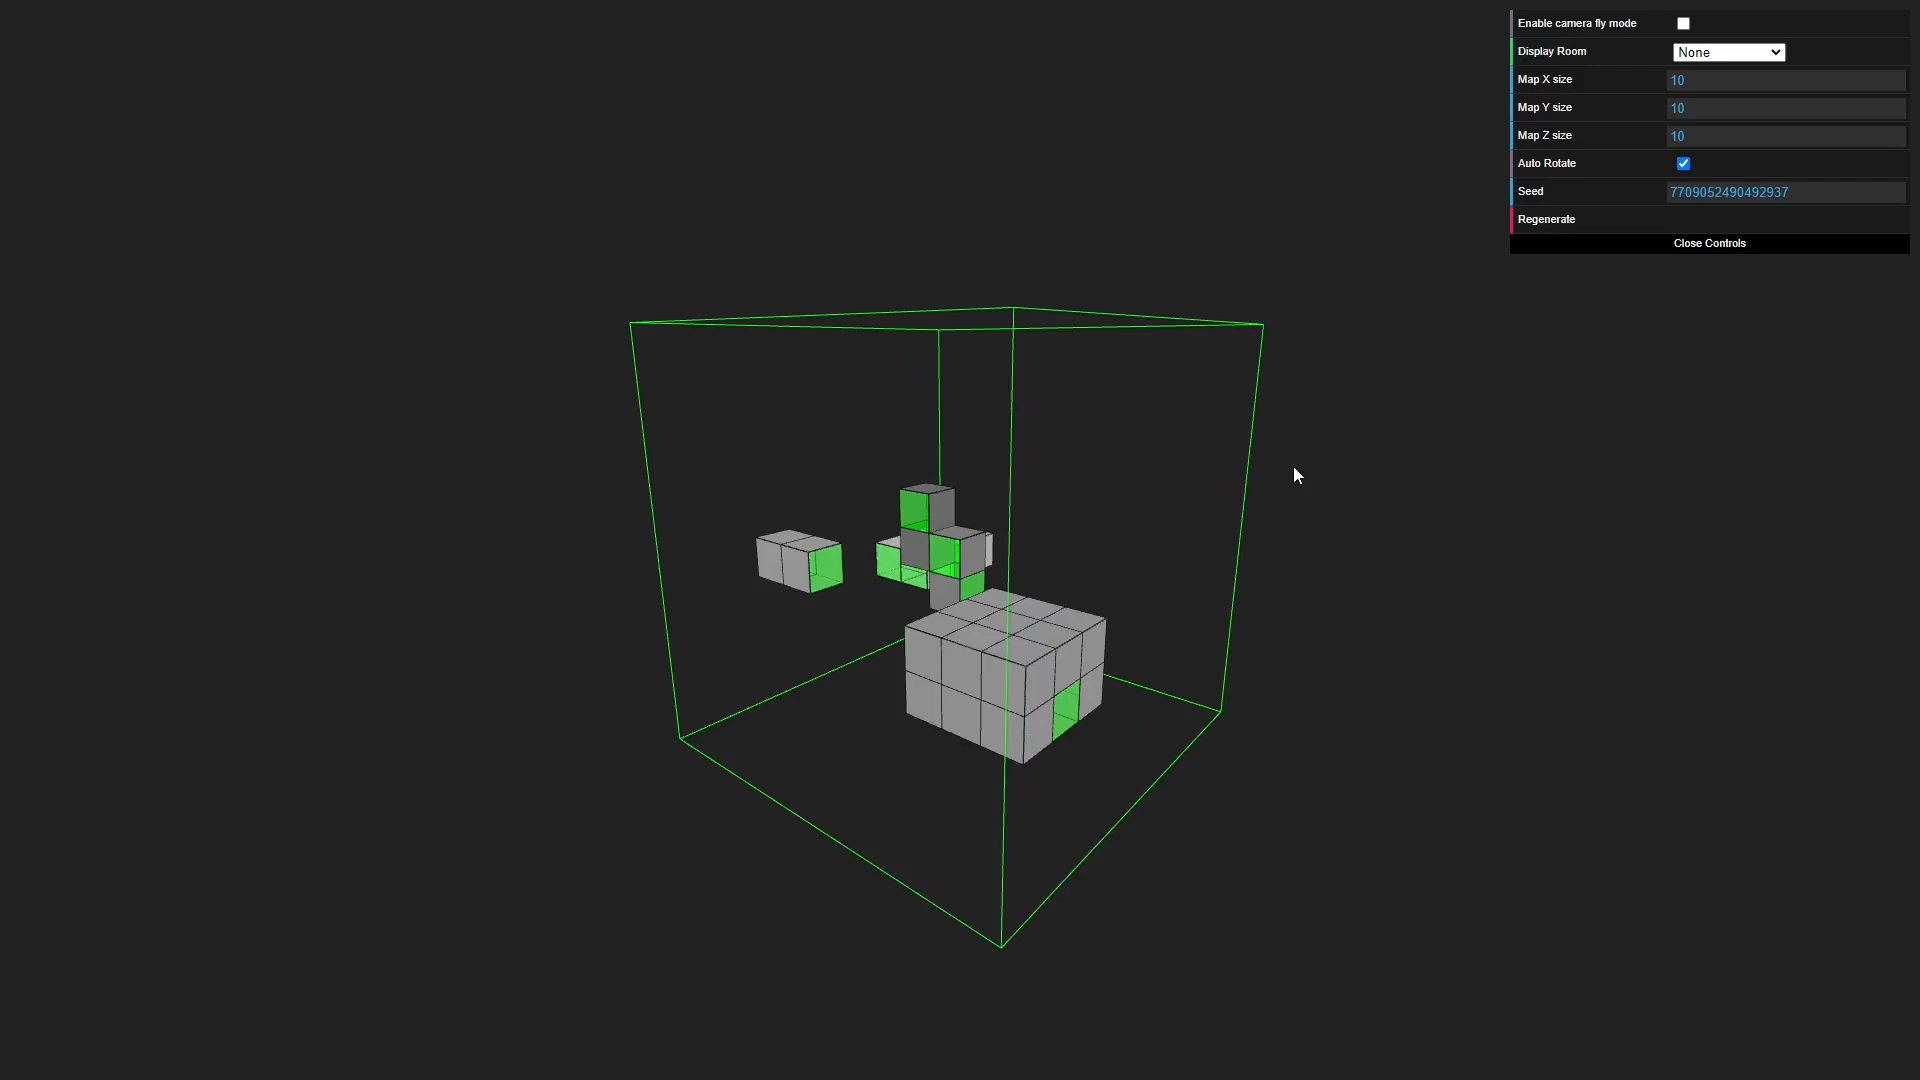 Enable camera fly mode
Display Room None
Map X size 10
Map Y size 10
Map Z size 10
Auto Rotate
Seed 7709052490492937
Regenerate
Close Controls